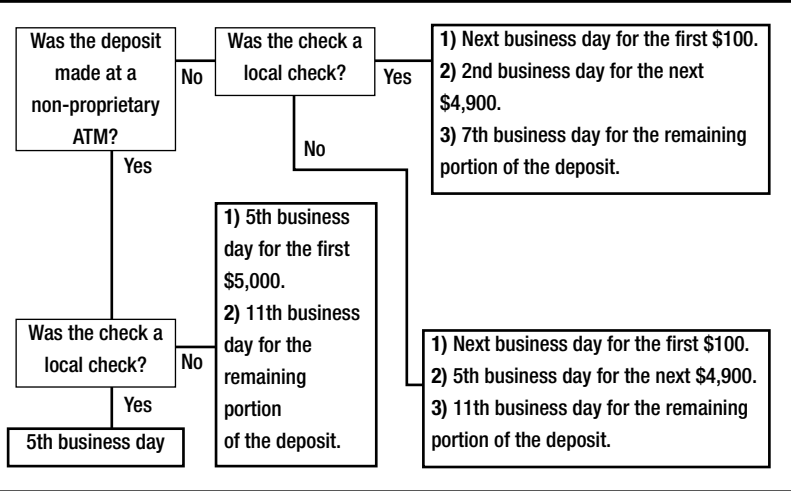 Was the deposit
made at a
non-proprietary
ATM?
No
Was the check a
local check?
Yes
1) Next business day for the first $100.
2) 2nd business day for the next
$4,900.
3) 7th business day for the remaining
portion of the deposit.
No
Yes
1) 5th business
day for the first
$5,000.
2) 11th business
day for the
remaining
portion
of the deposit.
Was the check a
local check?
No
1) Next business day for the first $100.
2) 5th business day for the next $4,900.
3) 11th business day for the remaining
portion of the deposit.
Yes
5th business day